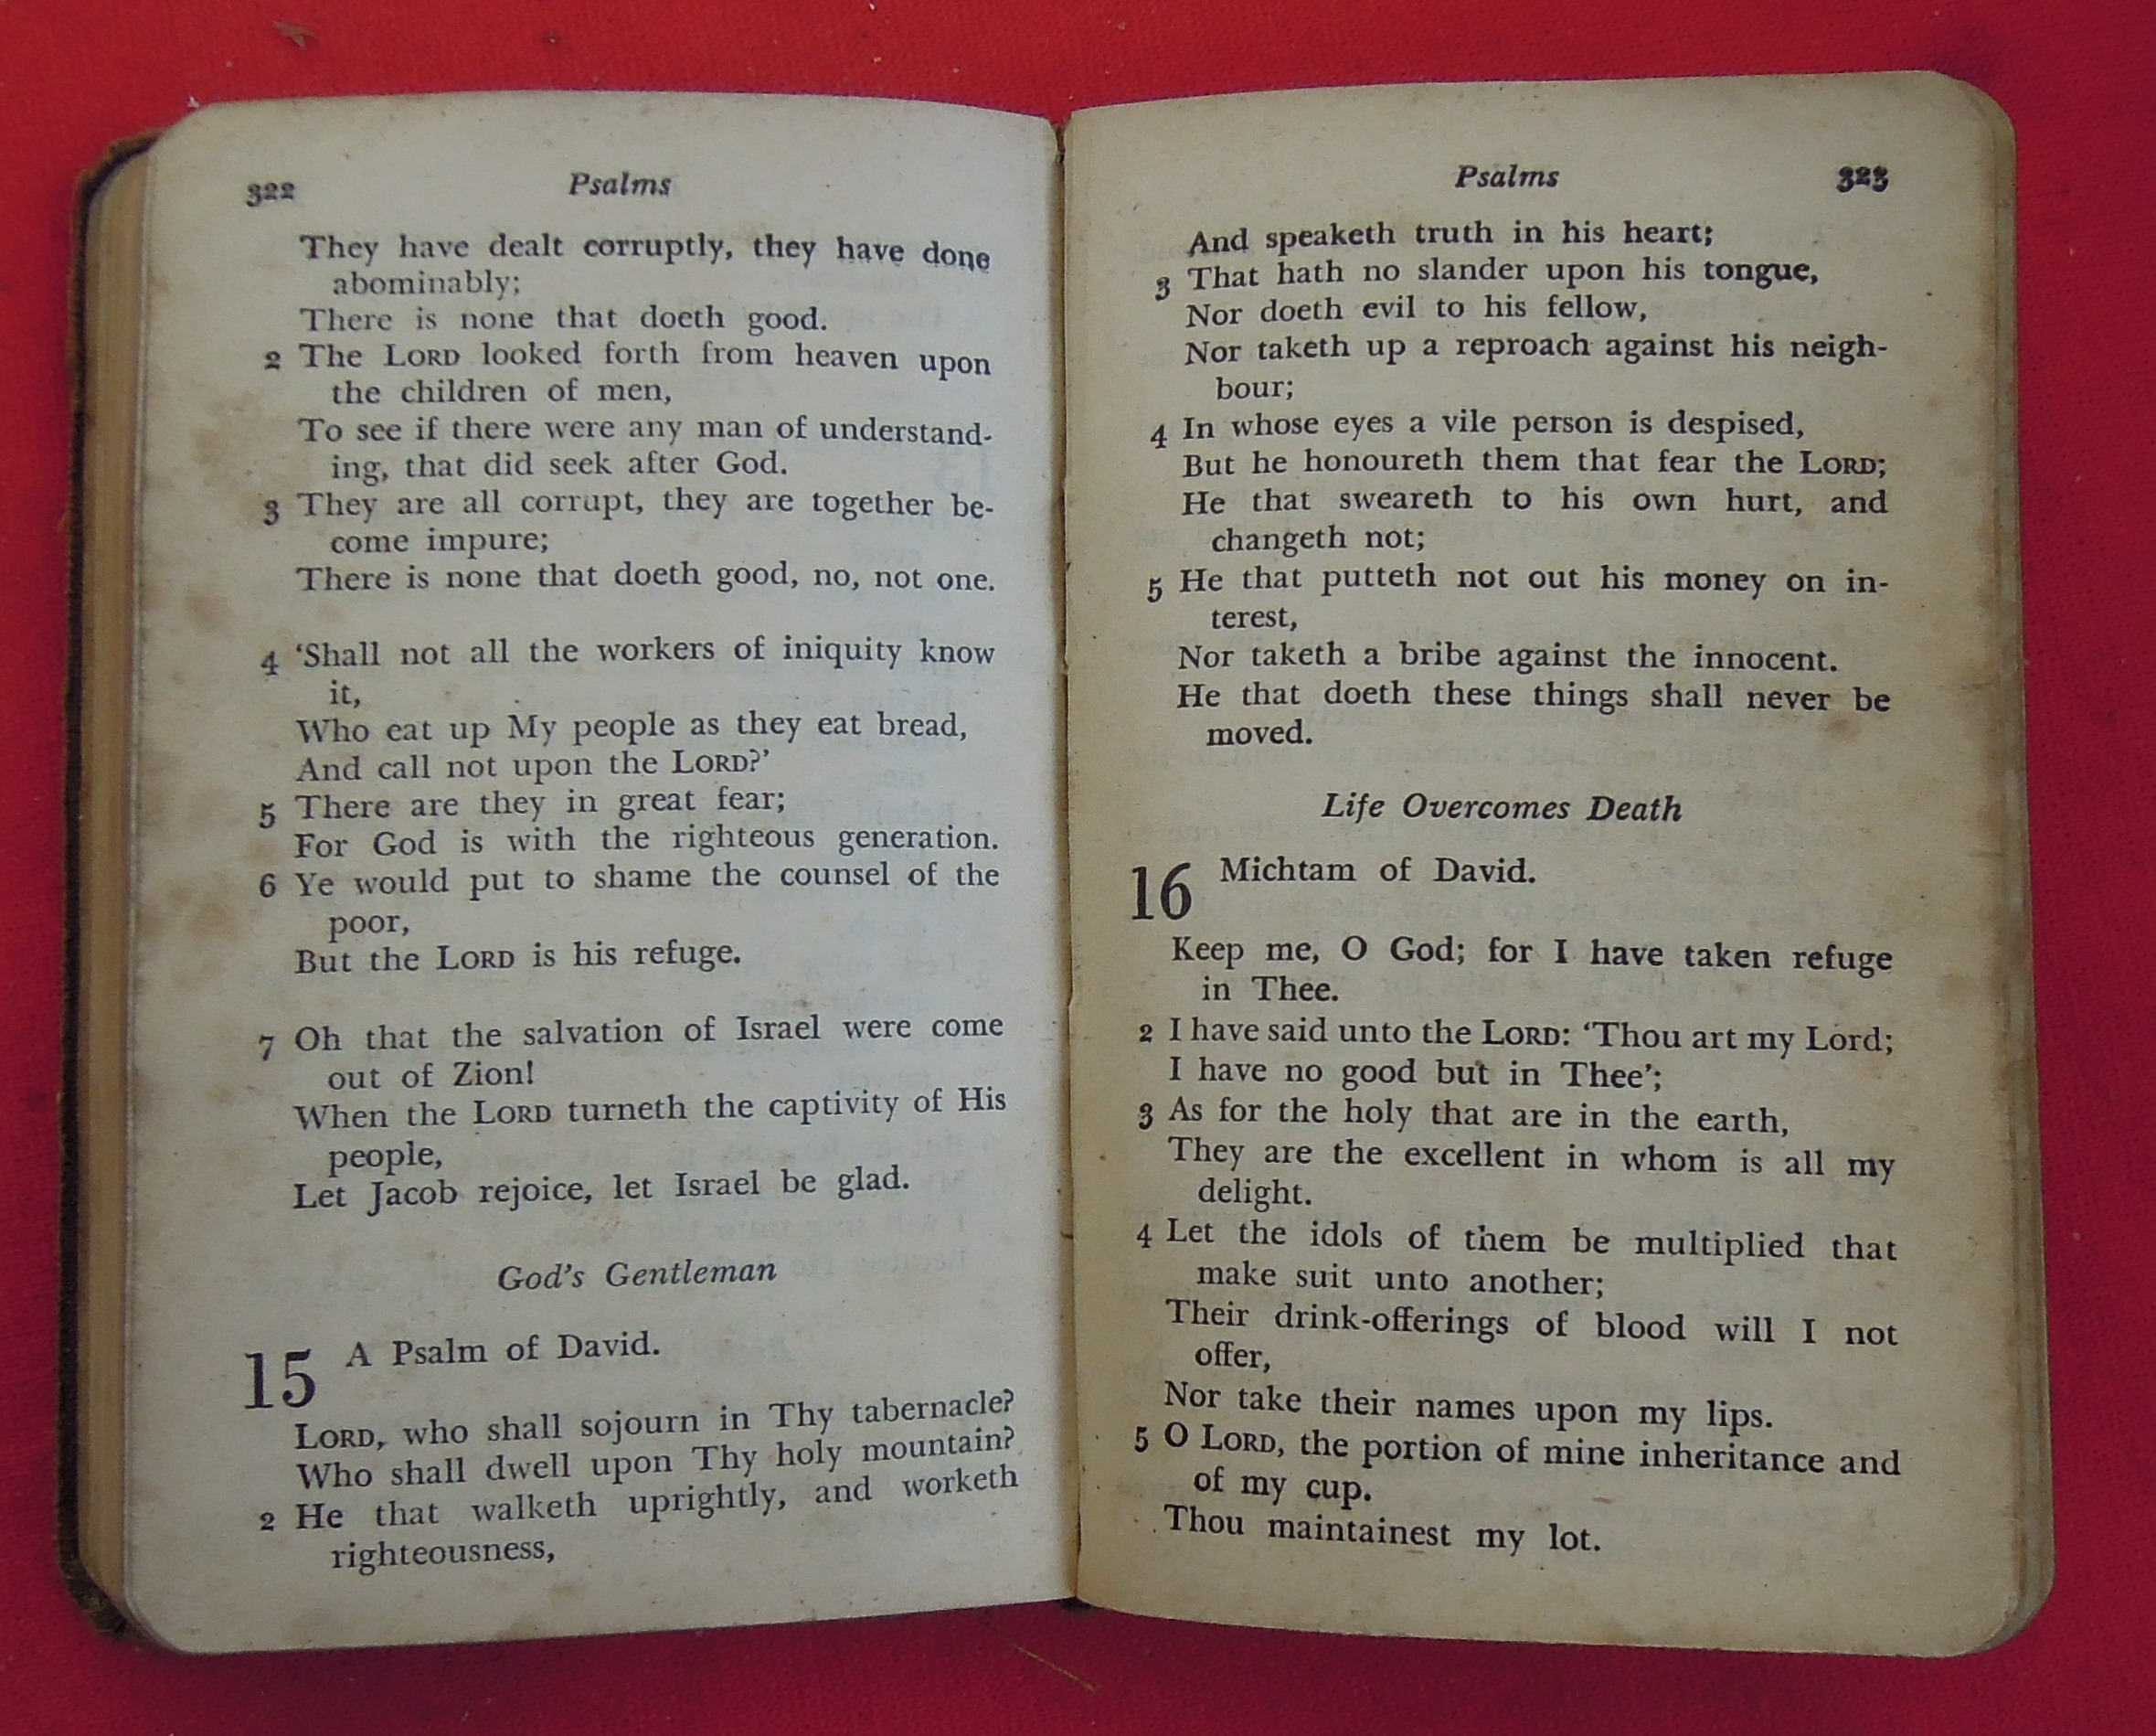 322 Psalms
They have dealt corruptly, they have done
abominably;
There is none that doeth good.
2 The LORD looked forth from heaven upon
the children of men,
To see if there were any man of understand-
ing, that did seek after God.
3 They are all corrupt, they are together be-
come impure;
There is none that doeth good, no, not one.
4 ‘Shall not all the workers of iniquity know
it,
Who eat up My people as they eat bread,
And call not upon the LORD?’
5 There are they in great fear;
For God is with the righteous generation.
6 Ye would put to shame the counsel of the
poor,
But the LORD is his refuge.
7 Oh that the salvation of Israel were come
out of Zion!
When the LORD turneth the captivity of His
people,
Let Jacob rejoice, let Israel be glad.
God's Gentleman
15 A Psalm of David.
LORD, who shall sojourn in Thy tabernacle?
Who shall dwell upon Thy holy mountain?
2 He that walketh uprightly, and worketh
righteousness,
Psalms 323
And speaketh truth in his heart;
3 That hath no slander upon his tongue,
Nor doeth evil to his fellow,
Nor taketh up a reproach against his neigh-
bour;
4 In whose eyes a vile person is despised,
But he honoureth them that fear the LORD;
He that sweareth to his own hurt, and
changeth not;
5 He that putteth not out his money on in-
terest,
Nor taketh a bribe against the innocent.
He that doeth these things shall never be
moved.
Life Overcomes Death
16 Michtam of David.
Keep me, O God; for I have taken refuge
in Thee.
2 I have said unto the LORD: ‘Thou art my Lord;
I have no good but in Thee’;
3 As for the holy that are in the earth,
They are the excellent in whom is all my
delight.
4 Let the idols of them be multiplied that
make suit unto another;
Their drink-offerings of blood will I not
offer,
Nor take their names upon my lips.
5 O LORD, the portion of mine inheritance and
of my cup.
Thou maintainest my lot.